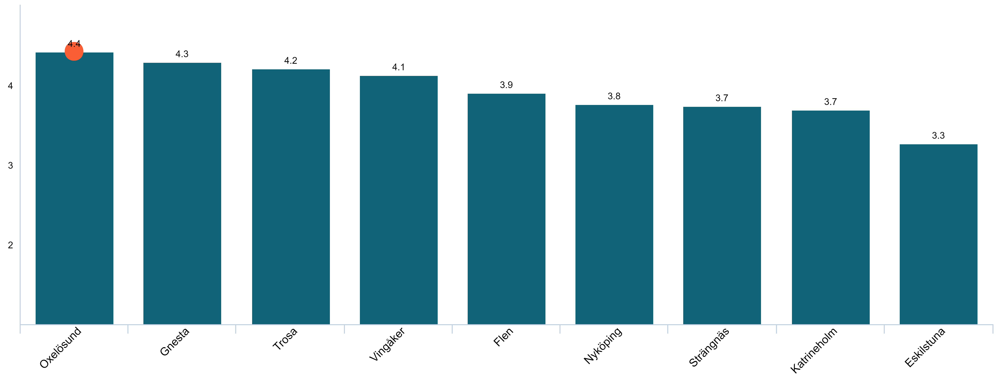 4.4
4.3
4.2
4.1
3.9
3.8
3.7
3.7
3.3
4
3
2
Oxelösund
Gnesta
Trosa
Vingåker
Flen
Nyköping
Strängnäs
Katrineholm
Eskilstuna